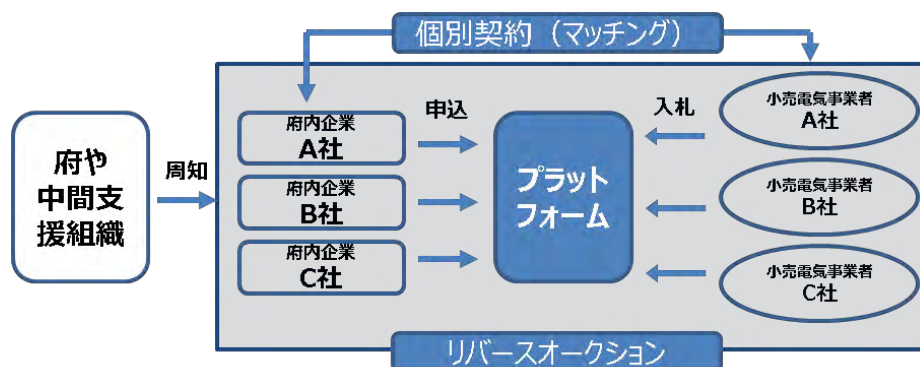 個別契約（マッチング）
府や
中間支
援組織
周知
府内企業
A社
府内企業
B社
府内企業
C社
申込
プラット
フォーム
入札
小売電気事業者
A社
小売電気事業者
B社
小売電気事業者
C社
リバースオークション